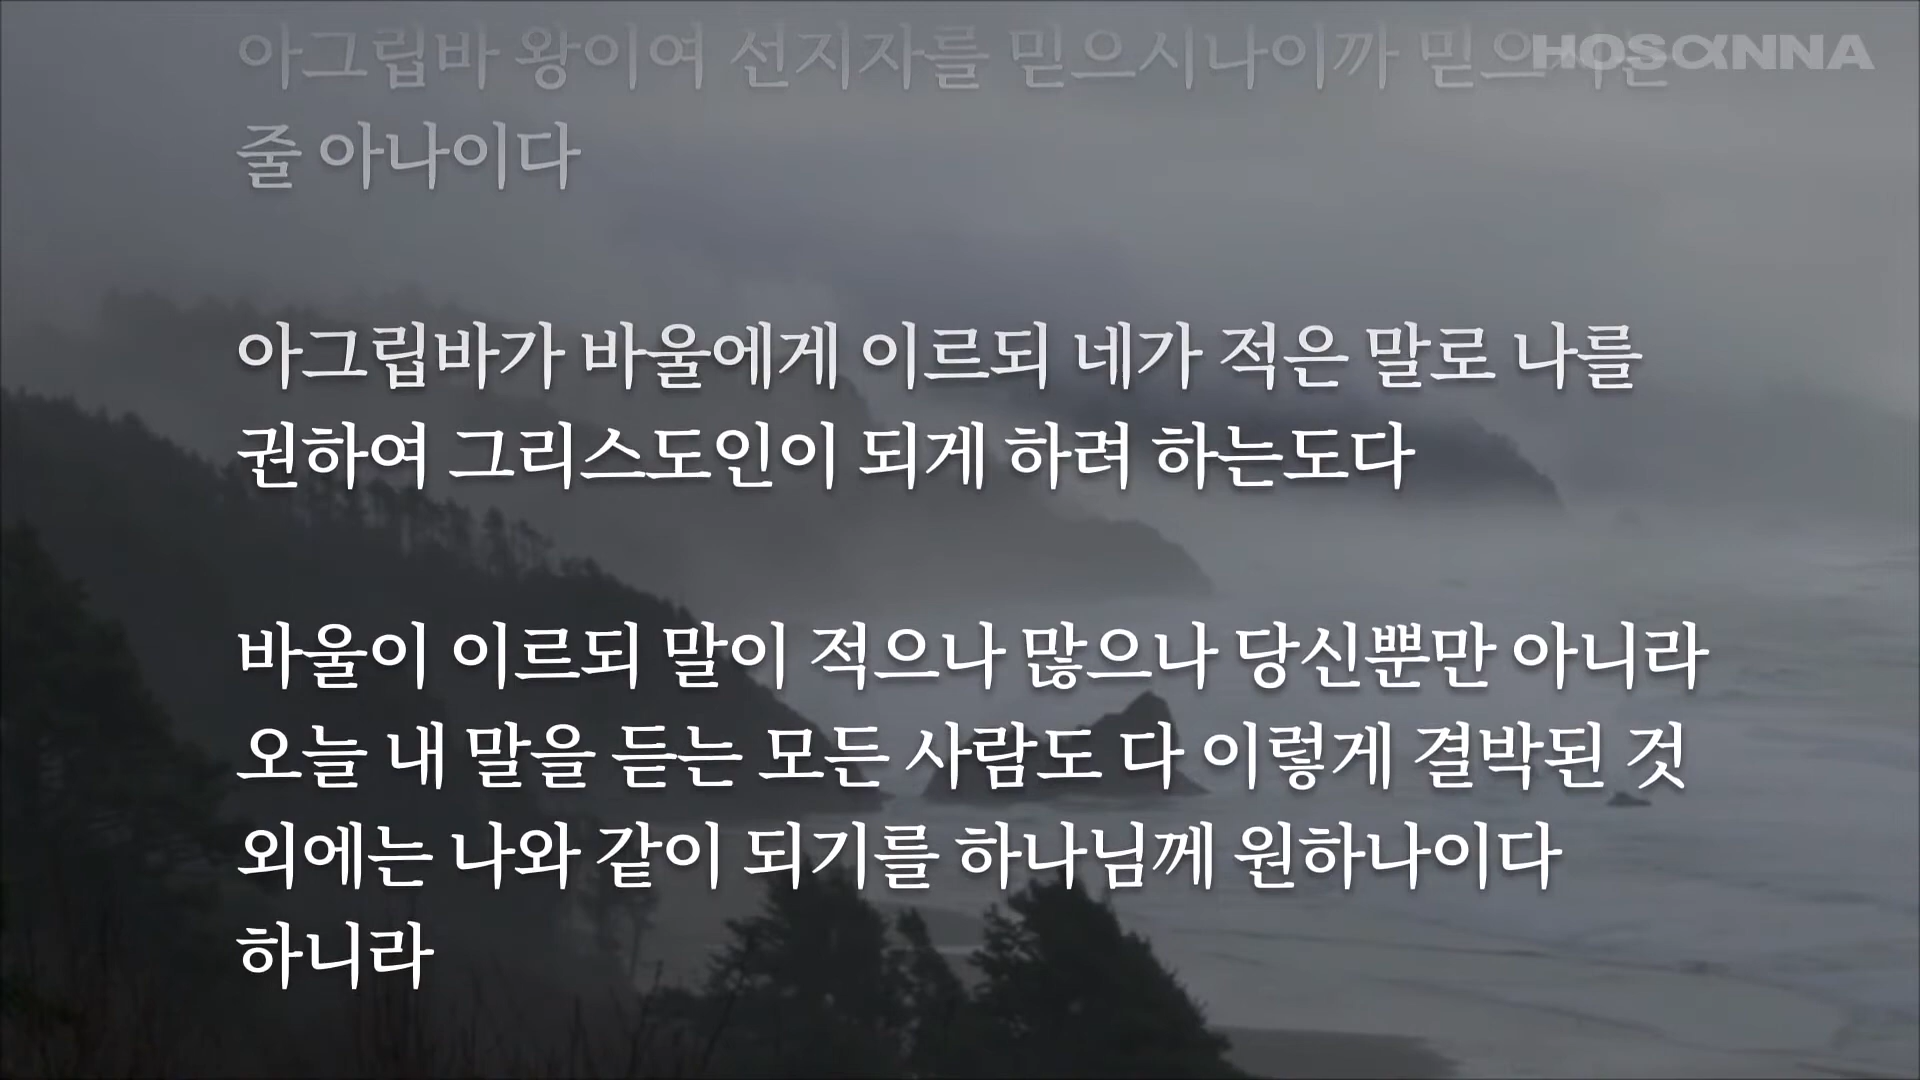 아그립바 왕이여 선지자를 믿으시나이까 믿으시는
HOSANNA
줄 아나이다
아그립바가 바울에게 이르되 네가 적은 말로 나를
권하여 그리스도인이 되게 하려 하는도다
바울이 이르되 말이 적으나 많으나 당신뿐만 아니라
오늘 내 말을 듣는 모든 사람도 다 이렇게 결박된 것
외에는 나와 같이 되기를 하나님께 원하나이다
하니라